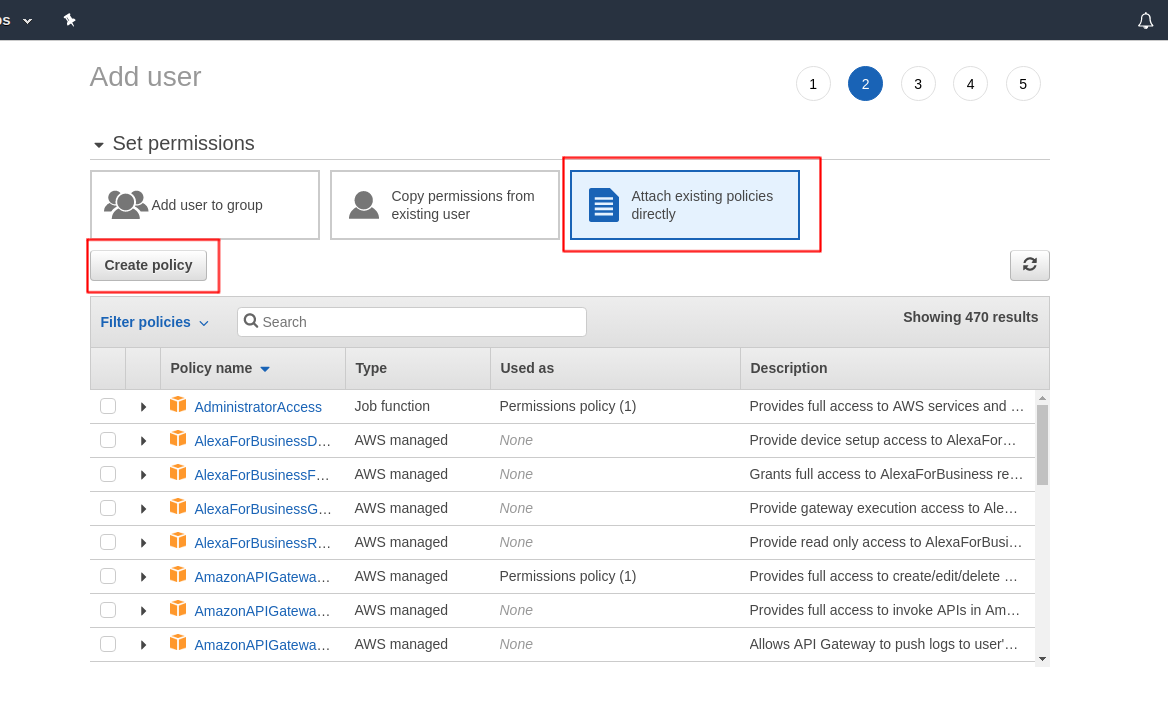 os
Add user
1 2 3 4 5
Set permissions
Add user to group
Copy permissions from
existing user
Attach existing policies
directly
Create policy
Filter policies Search Showing 470 results
Policy name Type Used as Description
AdministratorAccess Job function Permissions policy (1) Provides full access to AWS services and …
AlexaForBusinessD… AWS managed None Provide device setup access to AlexaFor…
AlexaForBusinessF… AWS managed None Grants full access to AlexaForBusiness re…
AlexaForBusinessG… AWS managed None Provide gateway execution access to Ale…
AlexaForBusinessR… AWS managed None Provide read only access to AlexaForBusi…
AmazonAPIGatewa… AWS managed Permissions policy (1) Provides full access to create/edit/delete …
AmazonAPIGatewa… AWS managed None Provides full access to invoke APIs in Am…
AmazonAPIGatewa… AWS managed None Allows API Gateway to push logs to user'…